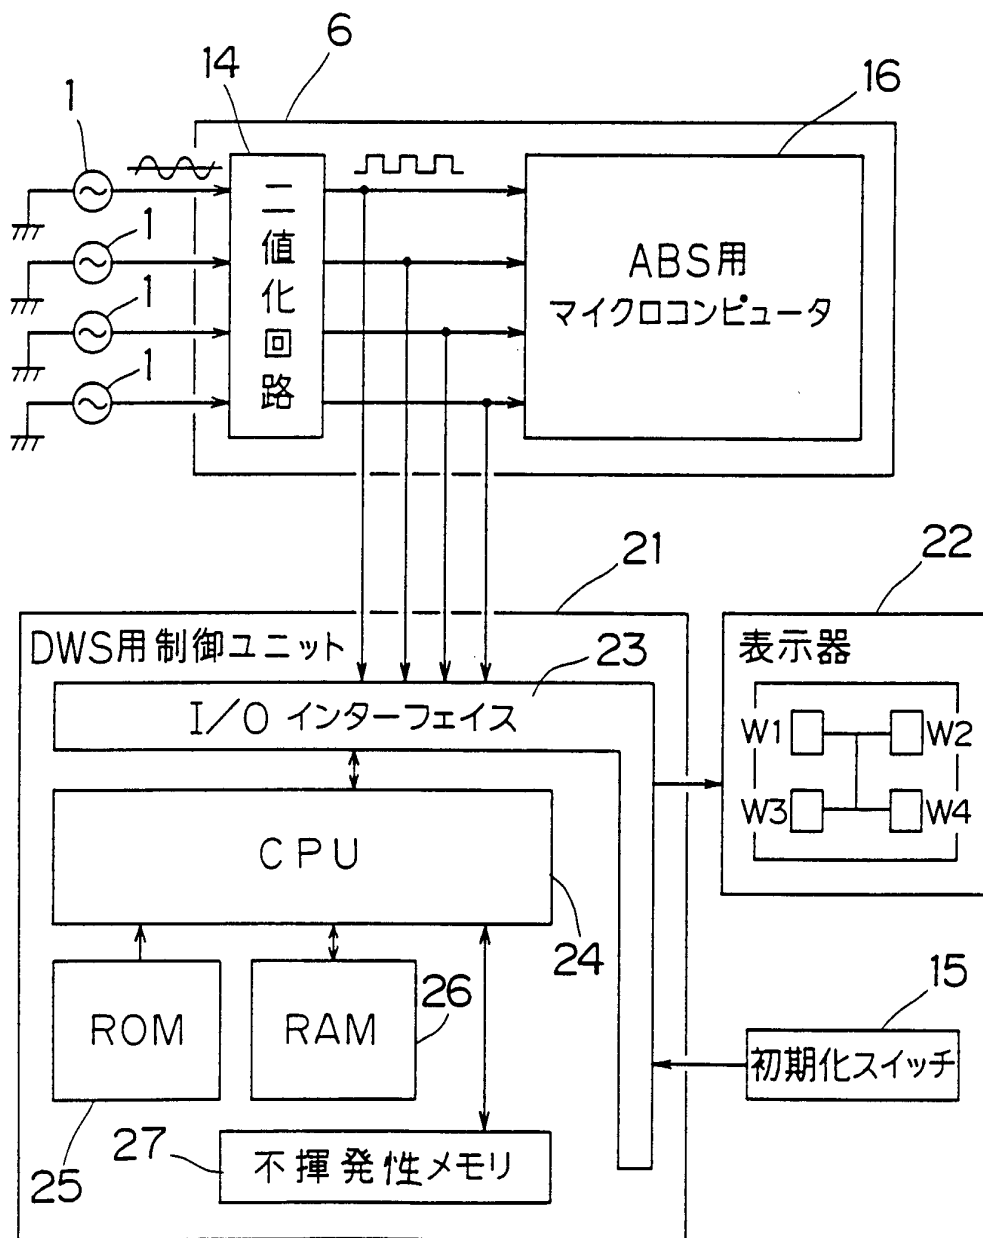 6
14
16
1
二値化回路
ABS用
マイクロコンピュータ
1
1
1
21
22
DWS用制御ユニット
23
表示器
I/O インターフェイス
W1
W2
W3
W4
CPU
24
15
ROM
RAM
26
初期化スイッチ
25
27
不揮発性メモリ